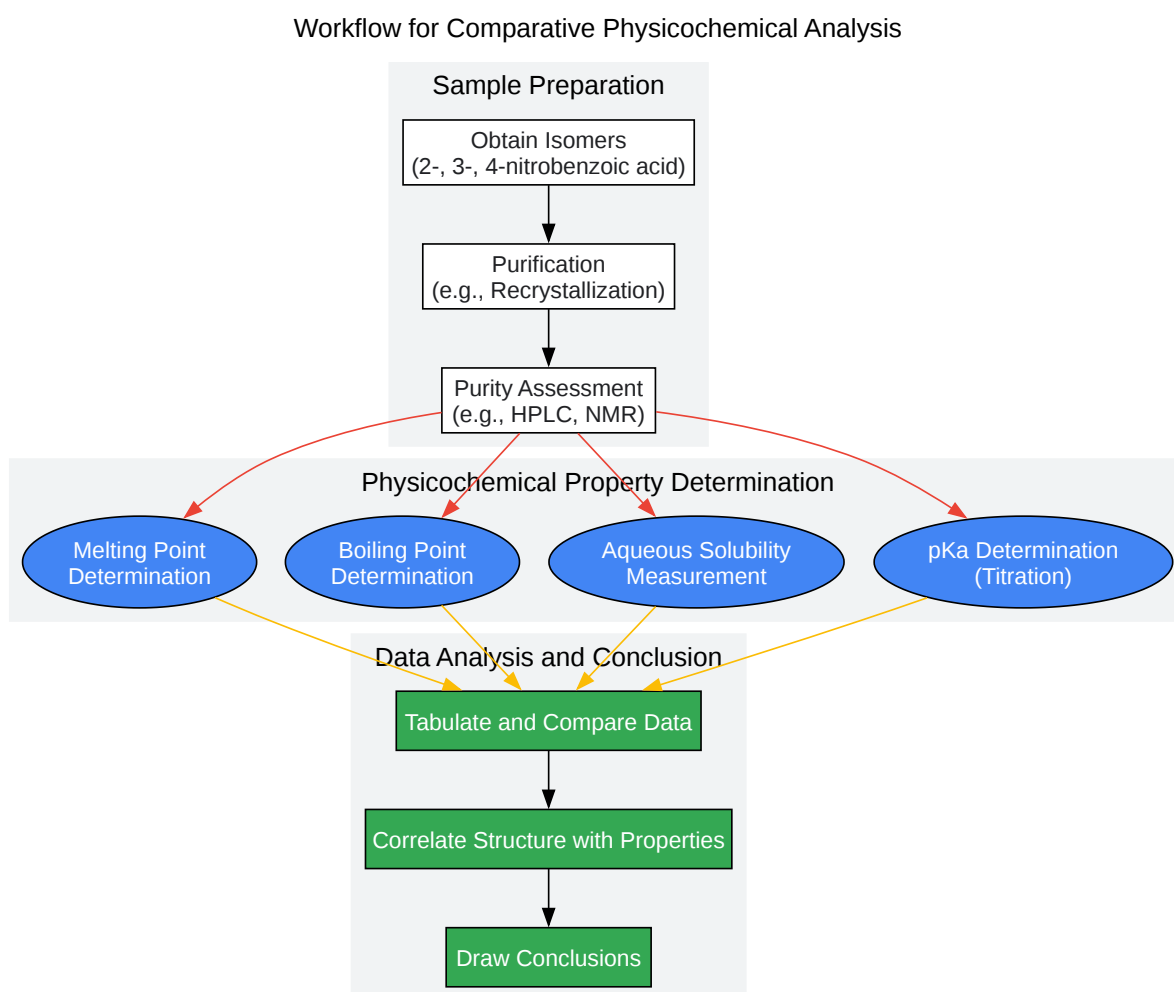 Workflow for Comparative Physicochemical Analysis
Sample Preparation
Obtain Isomers
(2-, 3-, 4-nitrobenzoic acid)
Purification
(e.g., Recrystallization)
Purity Assessment
(e.g., HPLC, NMR)
Physicochemical Property Determination
Melting Point
Determination
Boiling Point
Determination
Aqueous Solubility
Measurement
pKa Determination
(Titration)
Data Analysis and Conclusion
Tabulate and Compare Data
Correlate Structure with Properties
Draw Conclusions